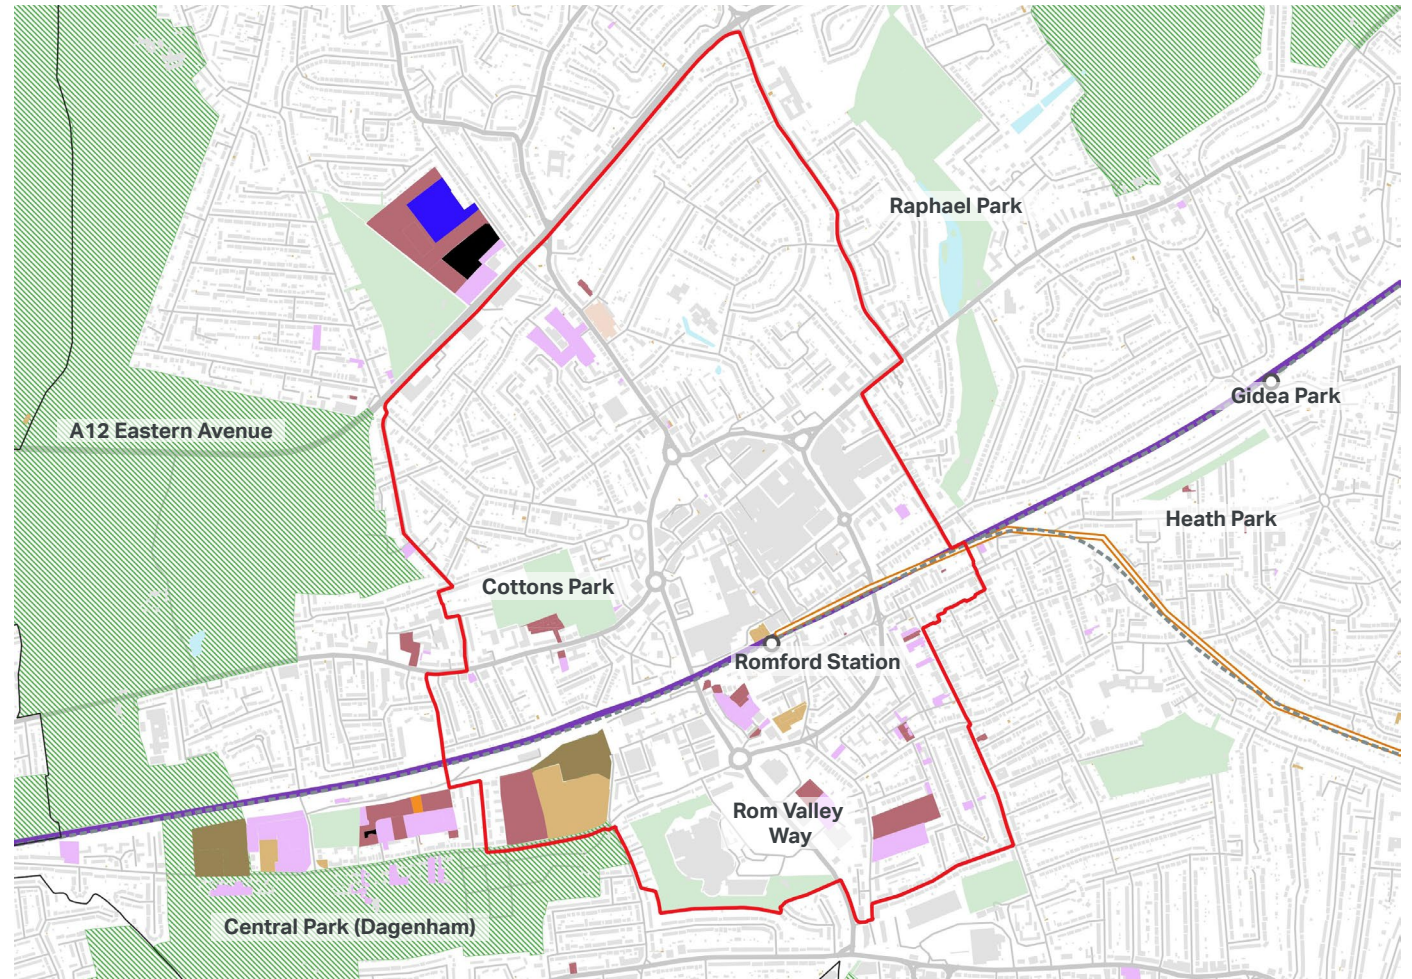 Raphael Park
Gidea Park
A12 Eastern Avenue
Heath Park
Cottons Park
Romford Station
Rom Valley
Way
Central Park (Dagenham)